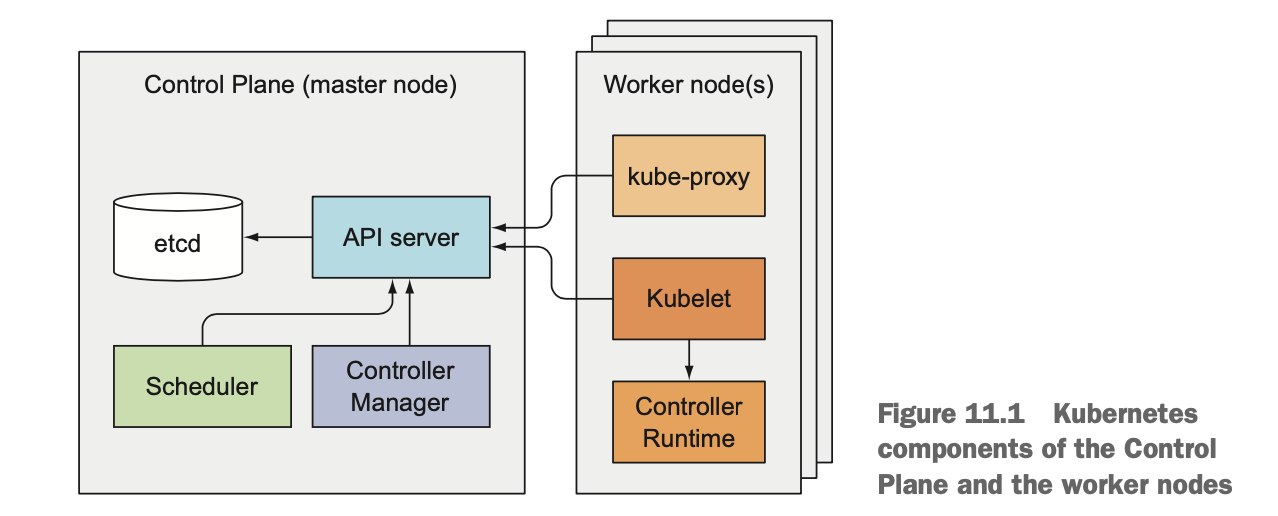 Control Plane (master node)
etcd
API server
Scheduler
Controller
Manager
Worker node(s)
kube-proxy
Kubelet
Controller
Runtime
Figure 11.1 Kubernetes
components of the Control
Plane and the worker nodes